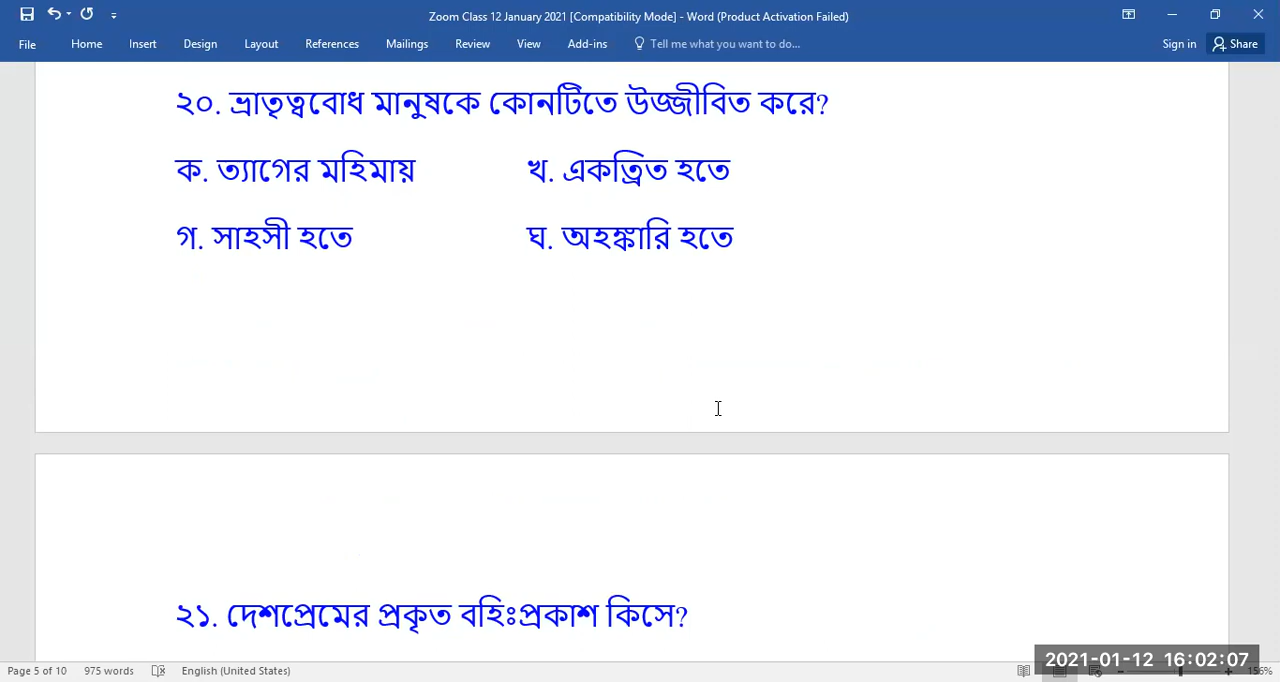 Zoom Class 12 January 2021 [Compatibility Mode] - Word (Product Activation Failed)
File Home Insert Design Layout References Mailings Review View Add-ins Tell me what you want to do... Sign in Share
২০. ভ্রাতৃত্ববোধ মানুষকে কোনটিতে উজ্জীবিত করে?
ক. ত্যাগের মহিমায় খ. একত্রিত হতে
গ. সাহসী হতে ঘ. অহঙ্কারি হতে
২১. দেশপ্রেমের প্রকৃত বহিঃপ্রকাশ কিসে?
2021-01-12 16:02:07
Page 5 of 10 975 words English (United States) 156%